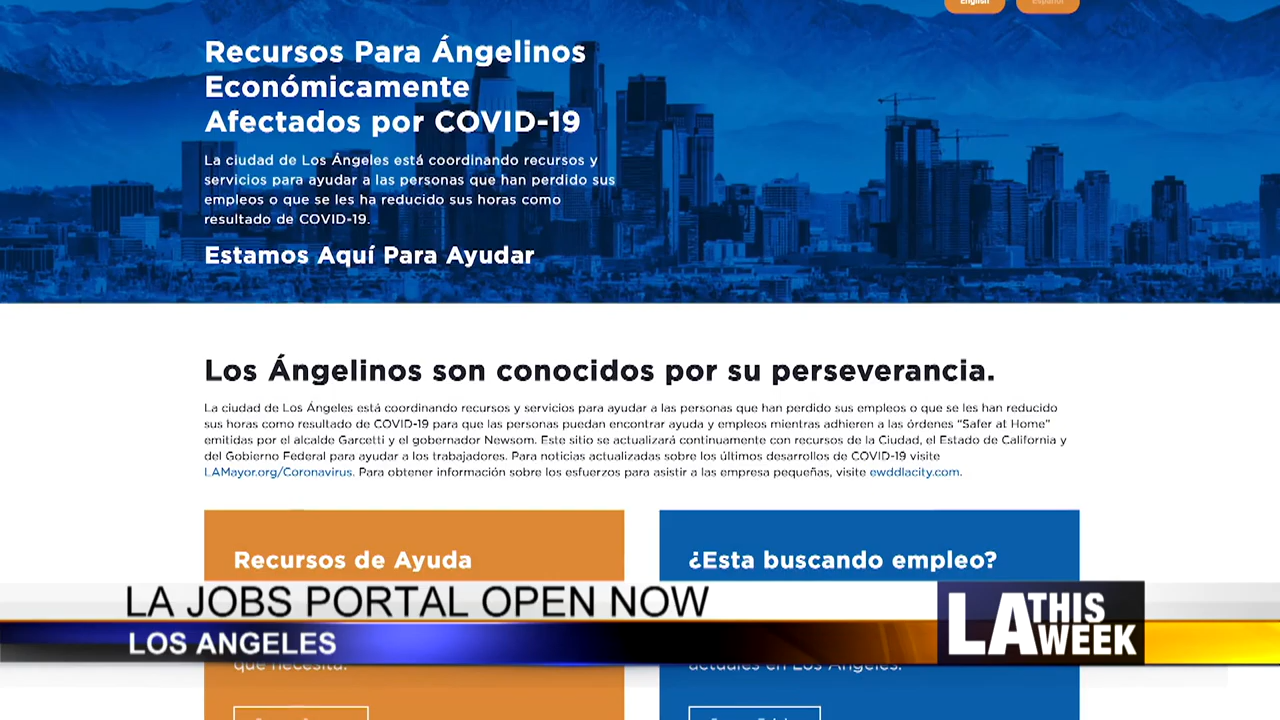 English
Español
Recursos Para Ángelinos
Económicamente
Afectados por COVID-19
La ciudad de Los Ángeles está coordinando recursos y
servicios para ayudar a las personas que han perdido sus
empleos o que se les ha reducido sus horas como
resultado de COVID-19.
Estamos Aquí Para Ayudar
Los Ángelinos son conocidos por su perseverancia.
La ciudad de Los Ángeles está coordinando recursos y servicios para ayudar a las personas que han perdido sus empleos o que se les han reducido
sus horas como resultado de COVID-19 para que las personas puedan encontrar ayuda y empleos mientras adhieren a las órdenes “Safer at Home”
emitidas por el alcalde Garcetti y el gobernador Newsom. Este sitio se actualizará continuamente con recursos de la Ciudad, el Estado de California y
del Gobierno Federal para ayudar a los trabajadores. Para noticias actualizadas sobre los últimos desarrollos de COVID-19 visite
LAMayor.org/Coronavirus. Para obtener información sobre los esfuerzos para asistir a las empresa pequeñas, visite ewddlacity.com.
Recursos de Ayuda
¿Esta buscando empleo?
LA JOBS PORTAL OPEN NOW
LOS ANGELES
LA THIS WEEK
que necesita.
actuales en Los Ángeles.